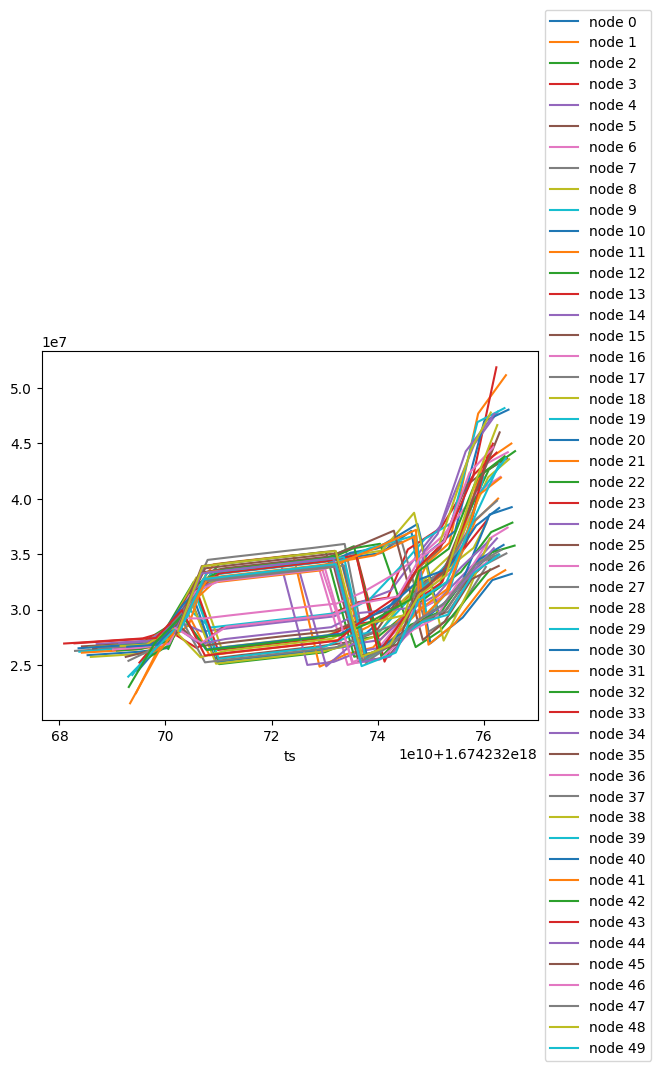 1e7
5.0
4.5
4.0
3.5
3.0
2.5
68
70
72
74
76
1e10+1.674232e18
ts
node 0
node 1
node 2
node 3
node 4
node 5
node 6
node 7
node 8
node 9
node 10
node 11
node 12
node 13
node 14
node 15
node 16
node 17
node 18
node 19
node 20
node 21
node 22
node 23
node 24
node 25
node 26
node 27
node 28
node 29
node 30
node 31
node 32
node 33
node 34
node 35
node 36
node 37
node 38
node 39
node 40
node 41
node 42
node 43
node 44
node 45
node 46
node 47
node 48
node 49